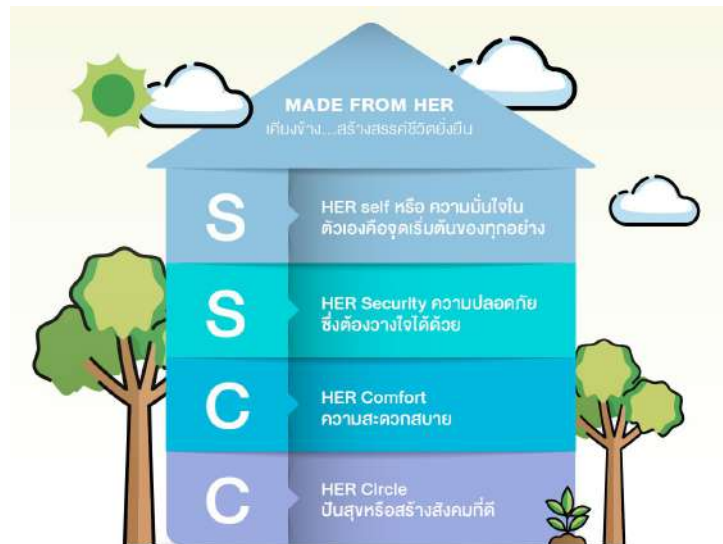 MADE FROM HER
เคียงข้าง...สร้างสรรค์ชีวิตยั่งยืน
S
HER self หรือ ความมั่นใจใน
ตัวเองคือจุดเริ่มต้นของทุกอย่าง
S
HER Security ความปลอดภัย
ซึ่งต้องวางใจได้ด้วย
C
HER Comfort
ความสะดวกสบาย
C
HER Circle
ปันสุขหรือสร้างสังคมที่ดี